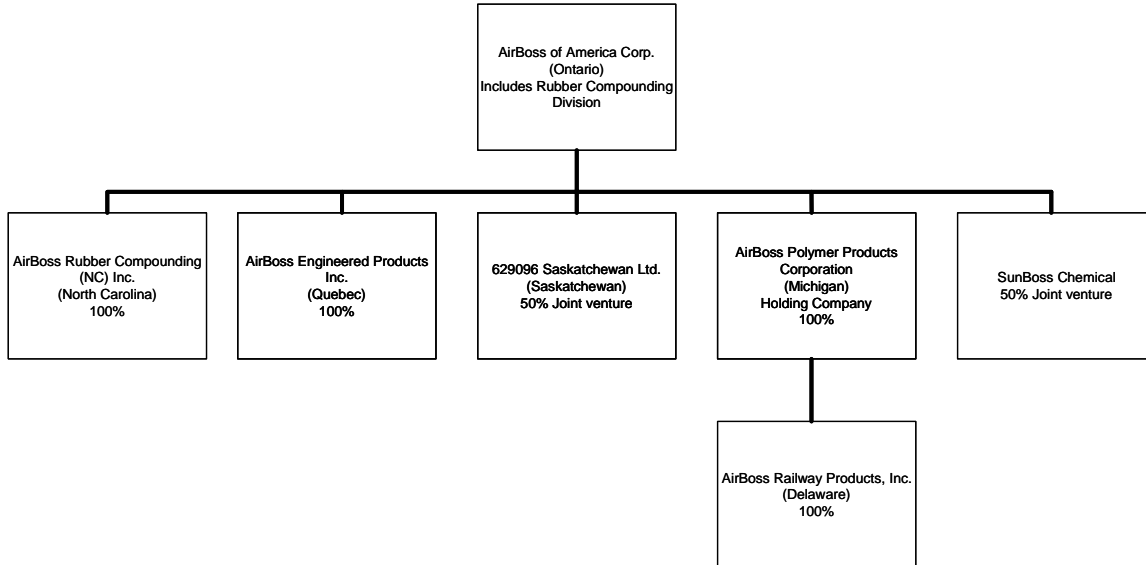 AirBoss of America Corp.
(Ontario)
Includes Rubber Compounding
Division
AirBoss Rubber Compounding
(NC) Inc.
(North Carolina)
100%
AirBoss Engineered Products
Inc.
(Quebec)
100%
629096 Saskatchewan Ltd.
(Saskatchewan)
50% Joint venture
AirBoss Polymer Products
Corporation
(Michigan)
Holding Company
100%
SunBoss Chemical
50% Joint venture
AirBoss Railway Products, Inc.
(Delaware)
100%